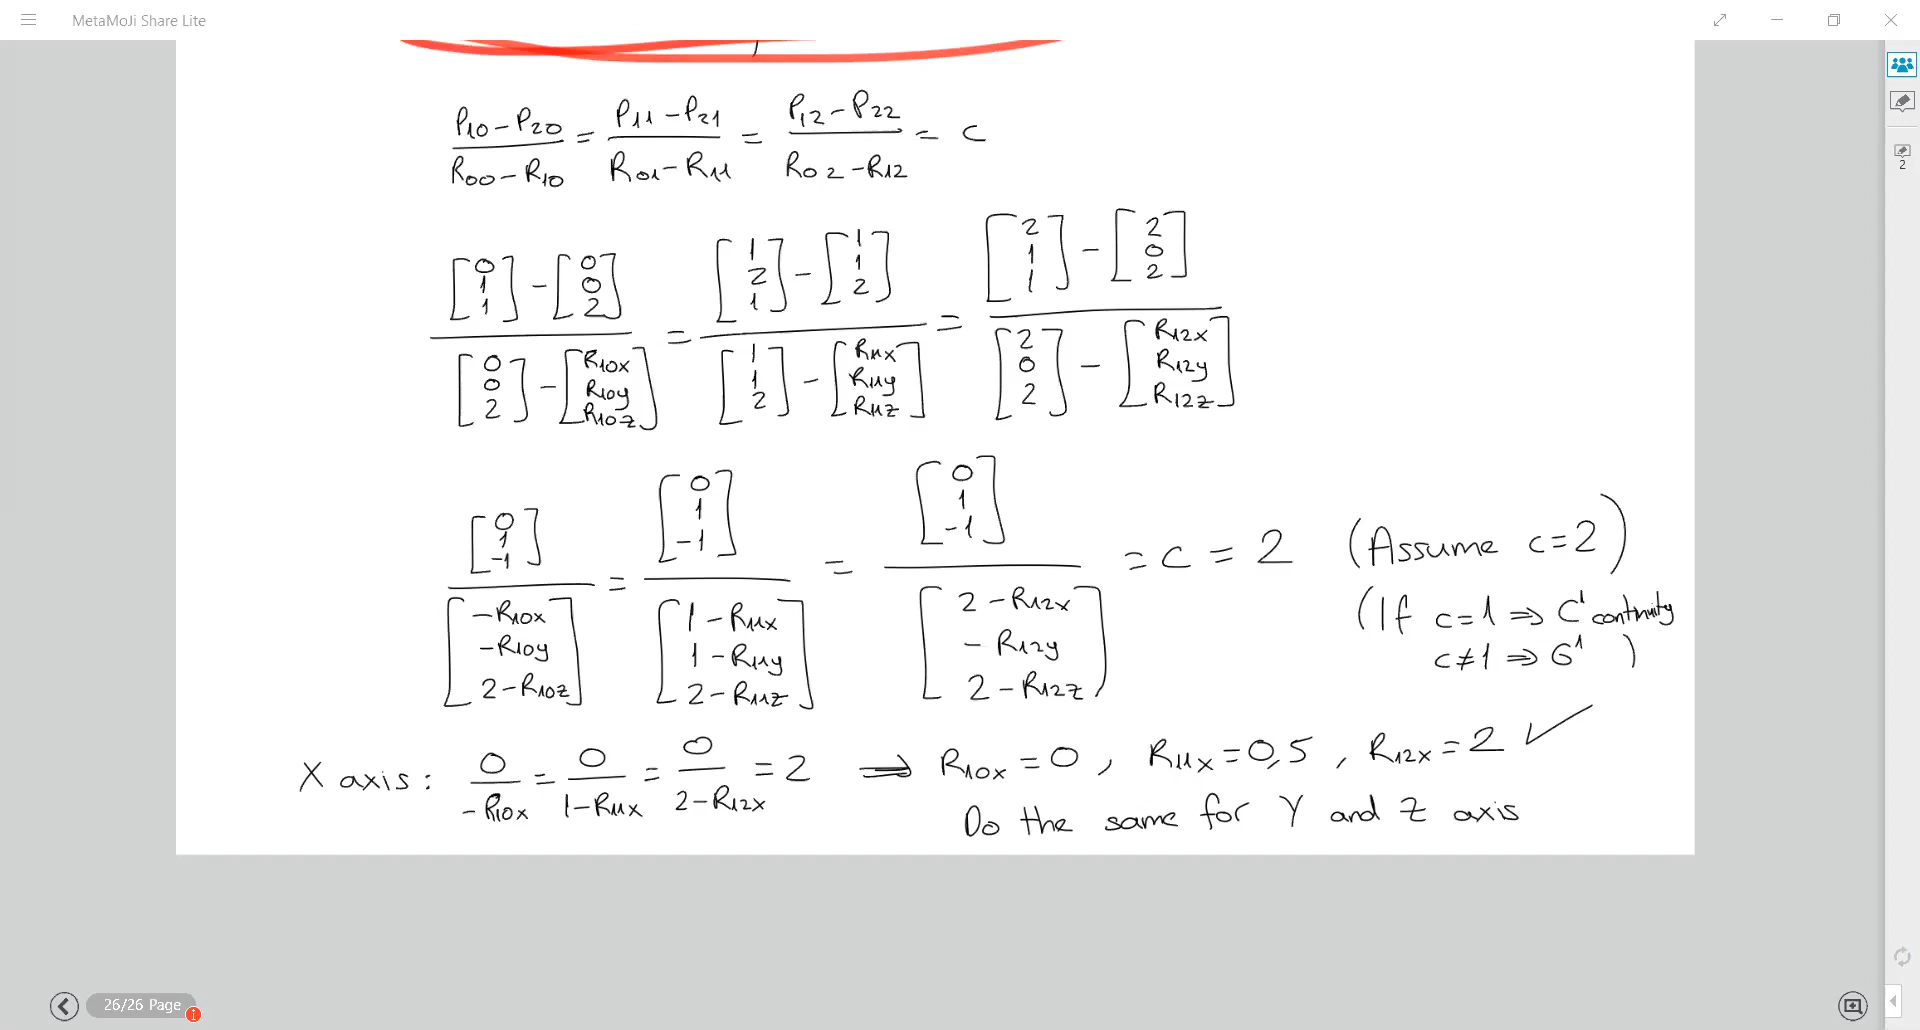 MetaMoJi Share Lite
P10 - P20 / R00 - R10 = P11 - P21 / R01 - R11 = P12 - P22 / R02 - R12 = c
[0 1 1] - [0 0 2] / [0 0 2] - [R10x R10y R10z] = [1 2 1] - [1 1 2] / [1 1 2] - [R11x R11y R11z] = [2 1 1] - [2 0 2] / [2 0 2] - [R12x R12y R12z]
[0 1 -1] / [-R10x -R10y 2-R10z] = [0 1 -1] / [1-R11x 1-R11y 2-R11z] = [0 1 -1] / [2-R12x -R12y 2-R12z] = c = 2 (Assume c=2)
(If c=1 ⇒ C¹ continuity
c≠1 ⇒ G¹ )
X axis: 0 / -R10x = 0 / 1-R11x = 0 / 2-R12x = 2 ⇒ R10x = 0, R11x = 0,5, R12x = 2 ✓
Do the same for Y and Z axis
2
26/26 Page